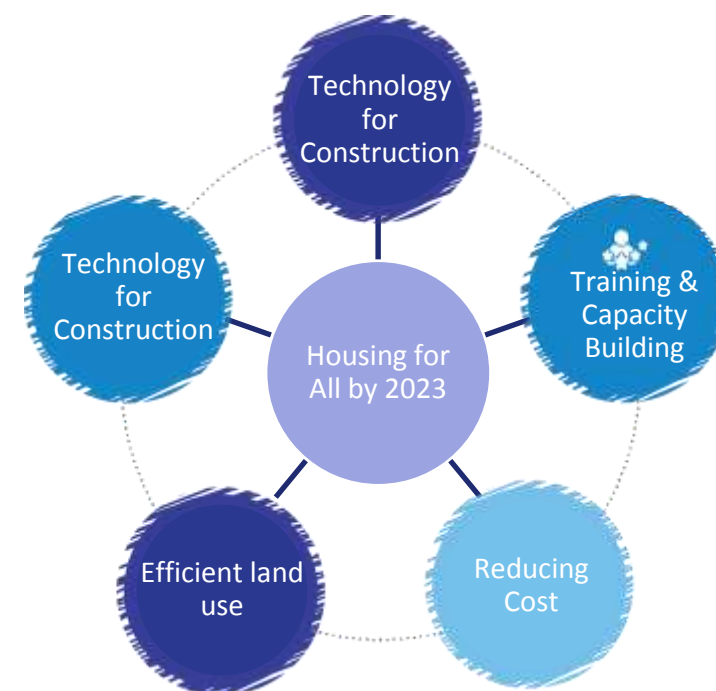 Technology
for
Construction
Training &
Capacity
Building
Reducing
Cost
Efficient land
use
Technology
for
Construction
Housing for
All by 2023